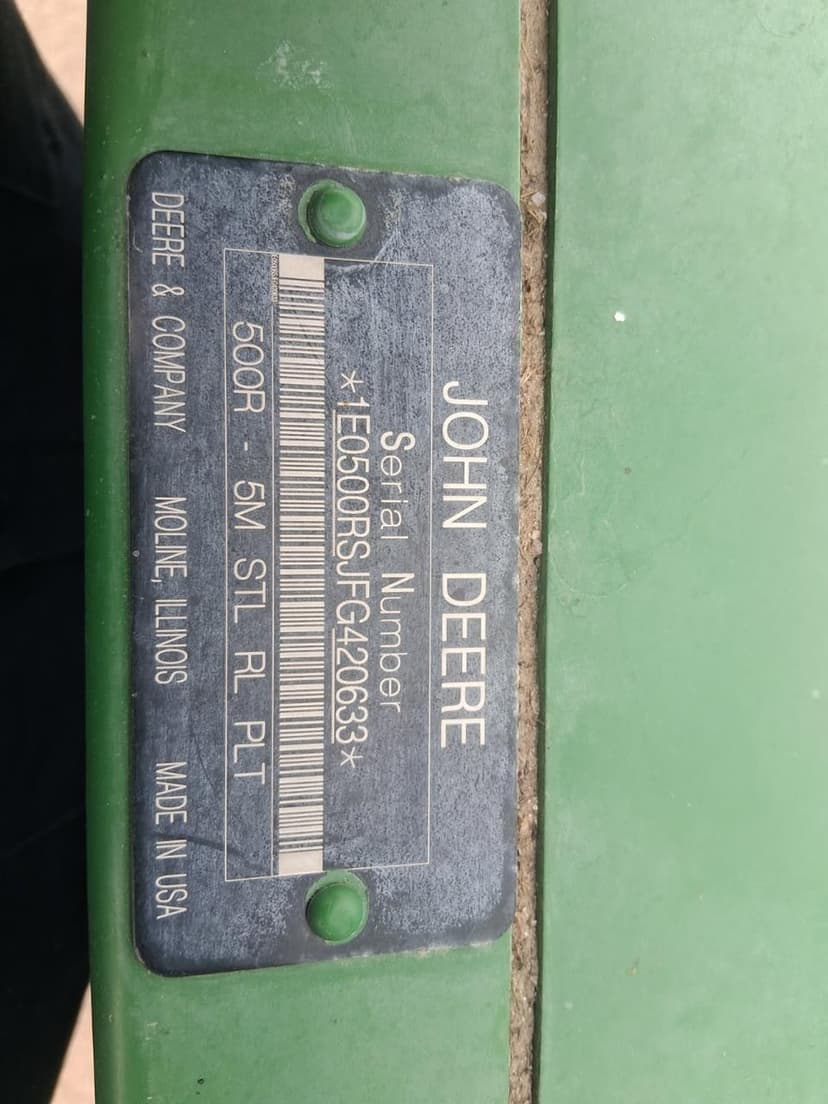 JOHN DEERE
Serial Number
*1E0500RSJFG420633*
500R - 5M STL RL PLT
DEERE & COMPANY MOLINE, ILLINOIS MADE IN USA